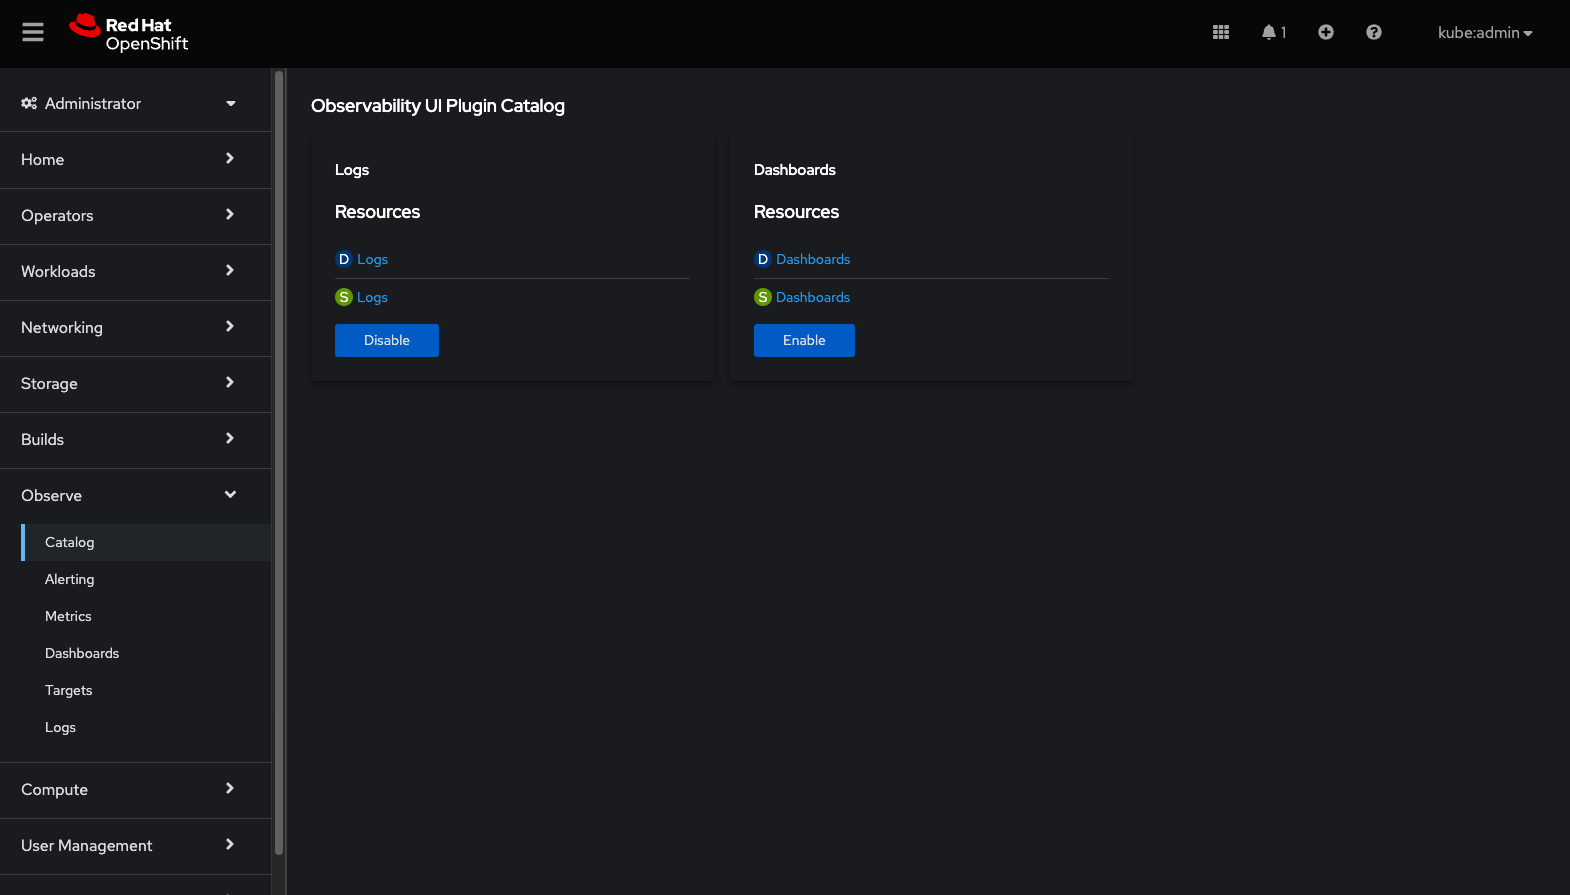 Red Hat
OpenShift
1
kube:admin
Administrator
Home
Operators
Workloads
Networking
Storage
Builds
Observe
Catalog
Alerting
Metrics
Dashboards
Targets
Logs
Compute
User Management
Observability UI Plugin Catalog
Logs
Resources
D Logs
S Logs
Disable
Dashboards
Resources
D Dashboards
S Dashboards
Enable